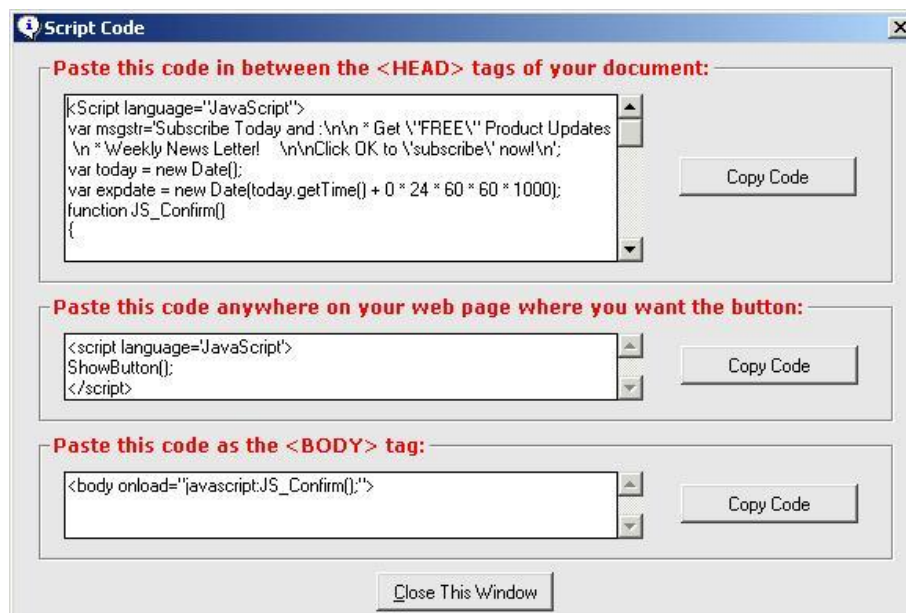 Script Code
Paste this code in between the <HEAD> tags of your document:
<Script language="JavaScript">
var msgstr='Subscribe Today and :\n\n * Get \"FREE\" Product Updates
\n * Weekly News Letter!    \n\nClick OK to \'subscribe\' now!\n';
var today = new Date();
var expdate = new Date(today.getTime() + 0 * 24 * 60 * 60 * 1000);
function JS_Confirm()
{
Copy Code
Paste this code anywhere on your web page where you want the button:
<script language='JavaScript'>
ShowButton();
</script>
Copy Code
Paste this code as the <BODY> tag:
<body onload="javascript:JS_Confirm();">
Copy Code
Close This Window